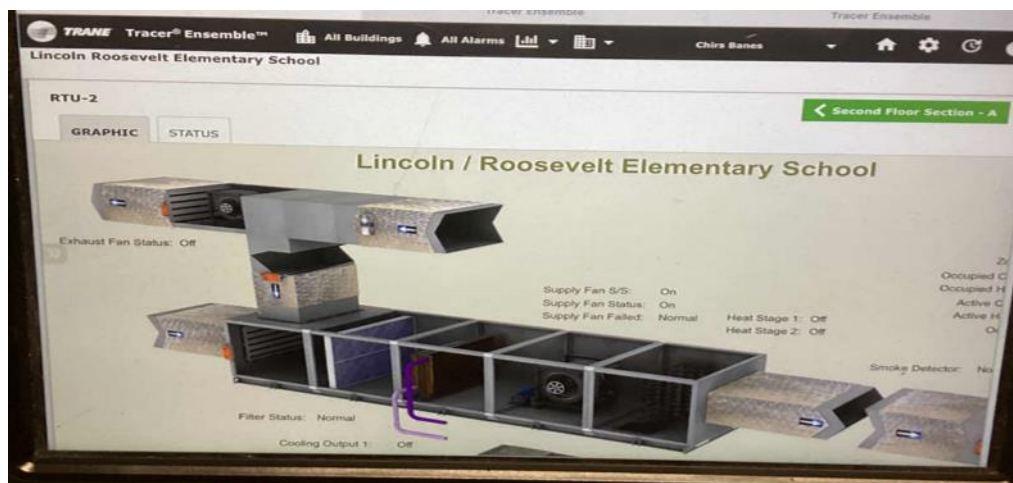 Tracer Ensemble
Tracer Ensemble
TRANE Tracer® Ensemble™ All Buildings All Alarms Chirs Banes
Lincoln Roosevelt Elementary School
RTU-2
Second Floor Section - A
GRAPHIC STATUS
Lincoln / Roosevelt Elementary School
Exhaust Fan Status: Off
Occupied C
Supply Fan S/S: On
Occupied H
Supply Fan Status: On
Active C
Supply Fan Failed: Normal
Heat Stage 1: Off
Active H
Heat Stage 2: Off
Smoke Detector: No
Filter Status: Normal
Cooling Output 1: Off